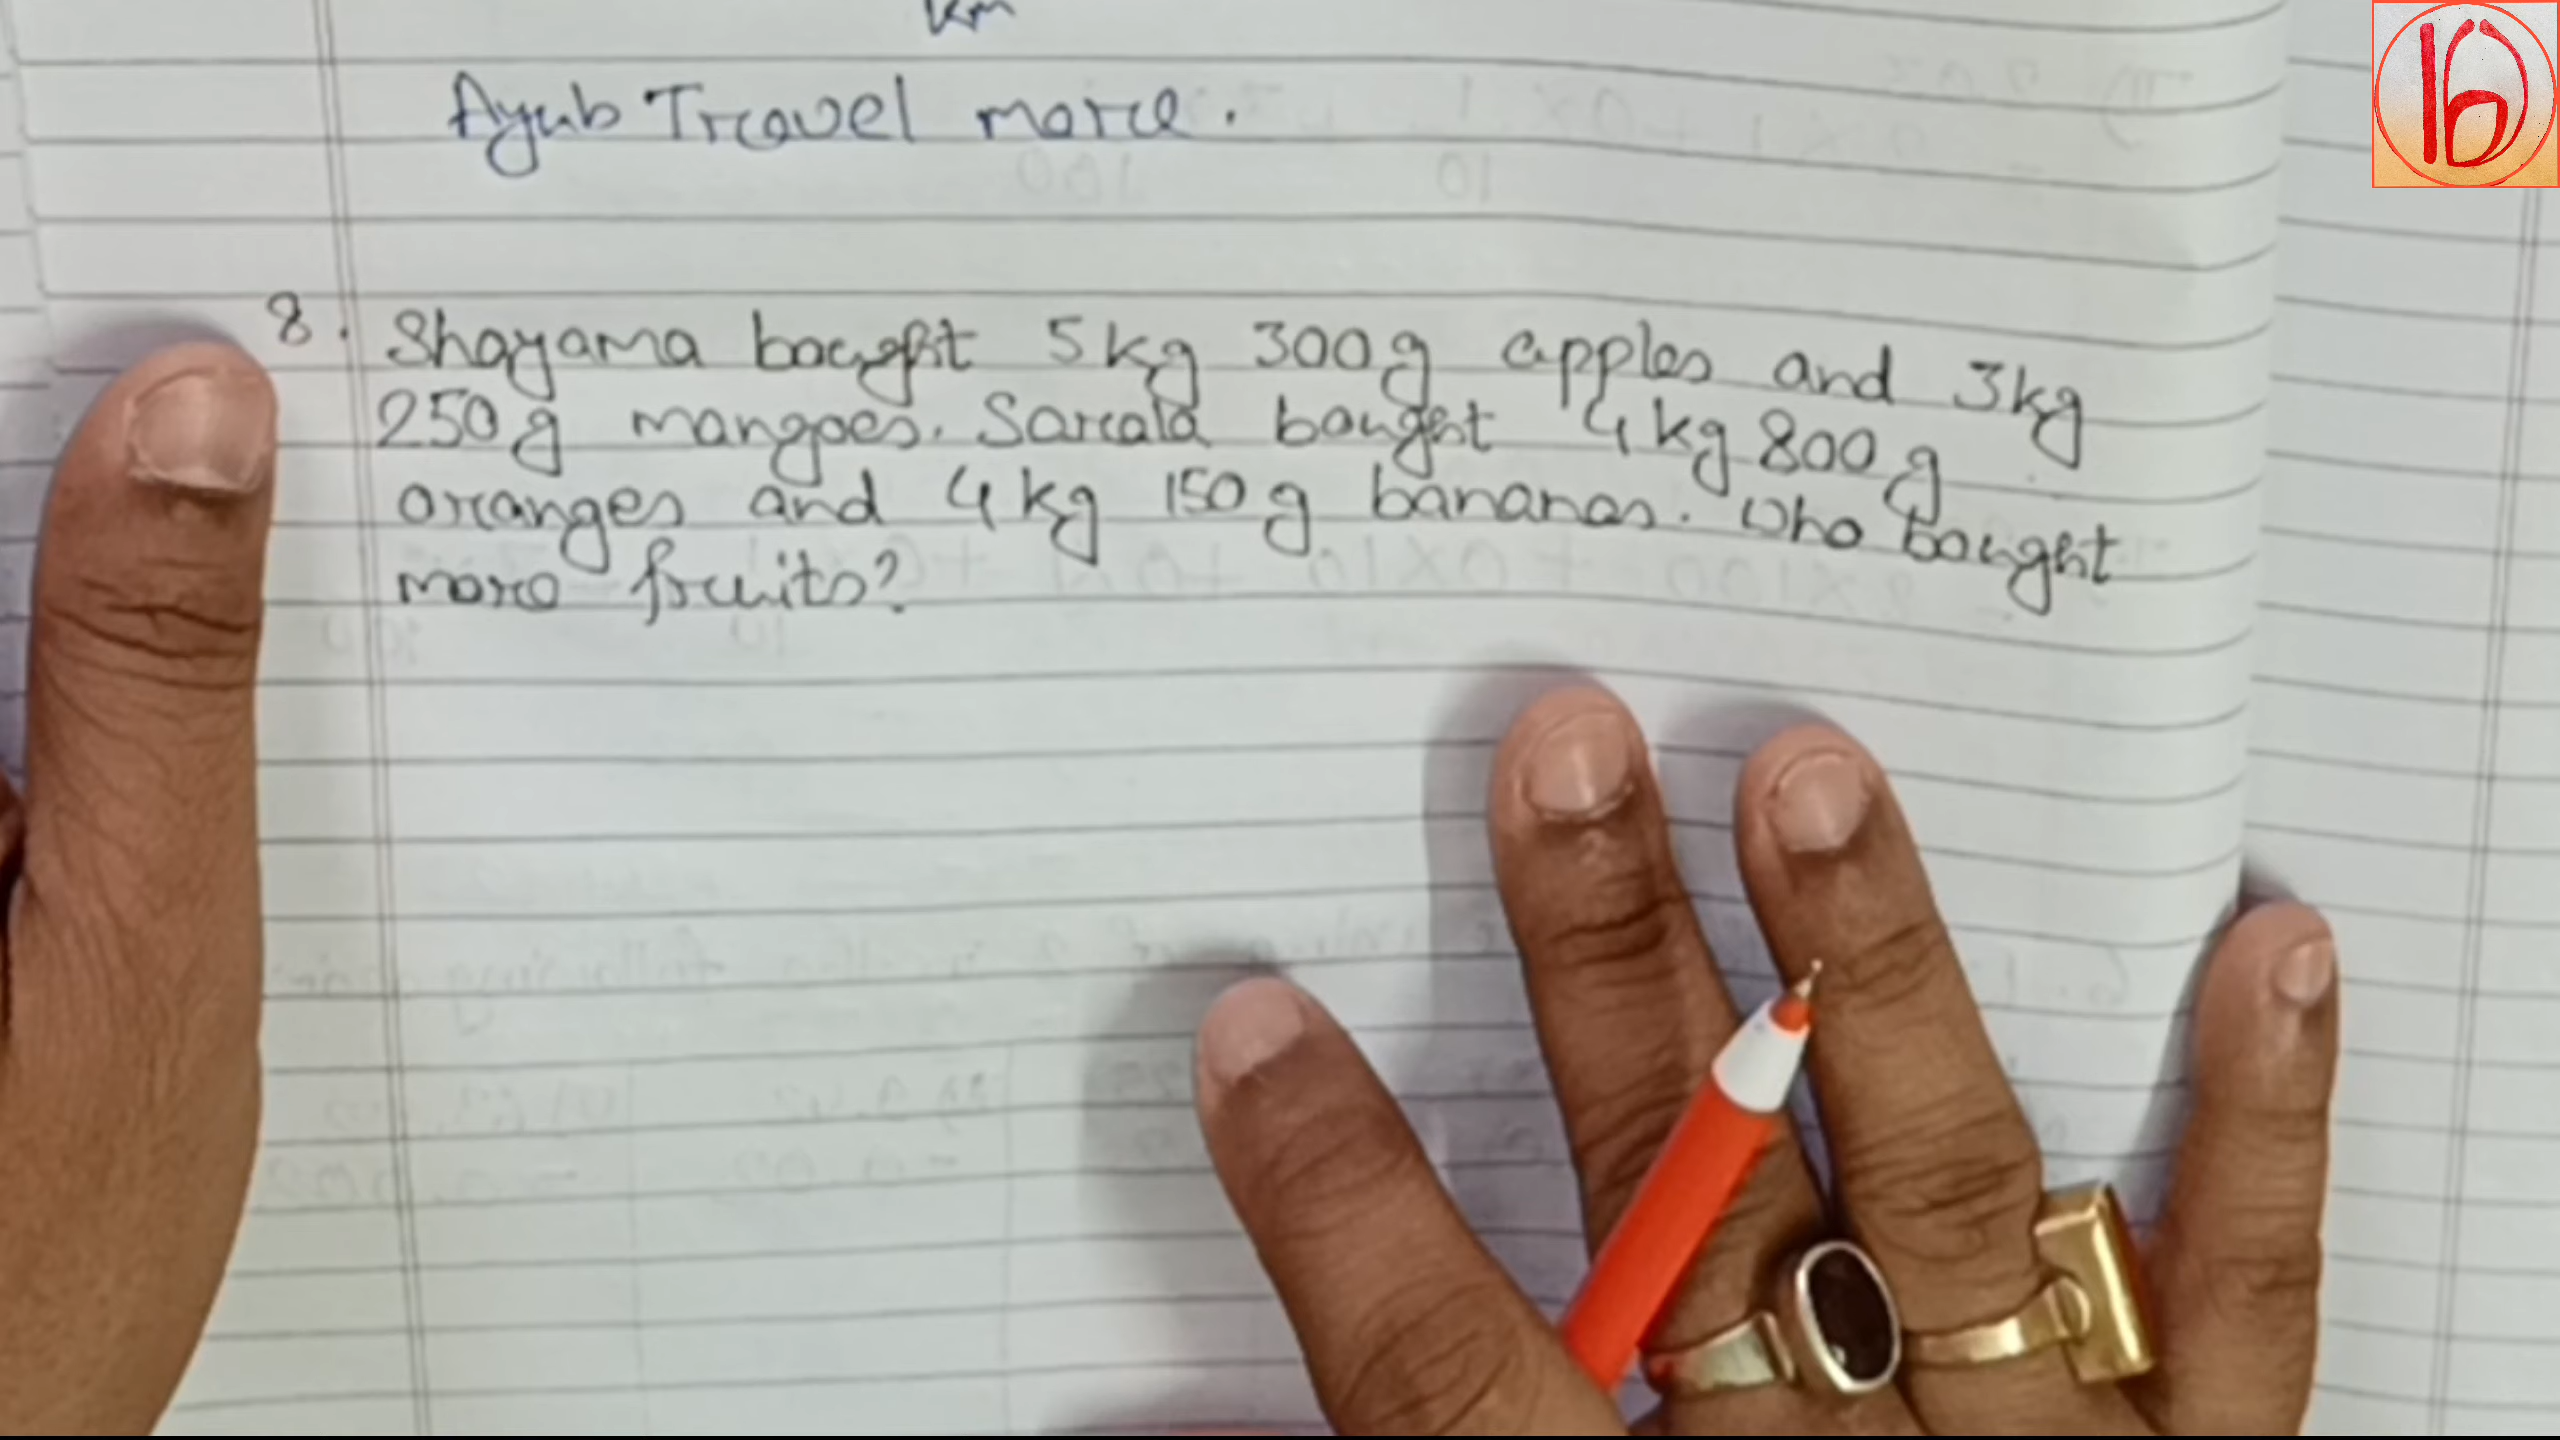 km
Ayub Travel more.
8. Shayama bought 5kg 300g apples and 3kg
250g mangoes. Sarala bought 4kg 800g
oranges and 4kg 150g bananas. Who bought
more fruits?